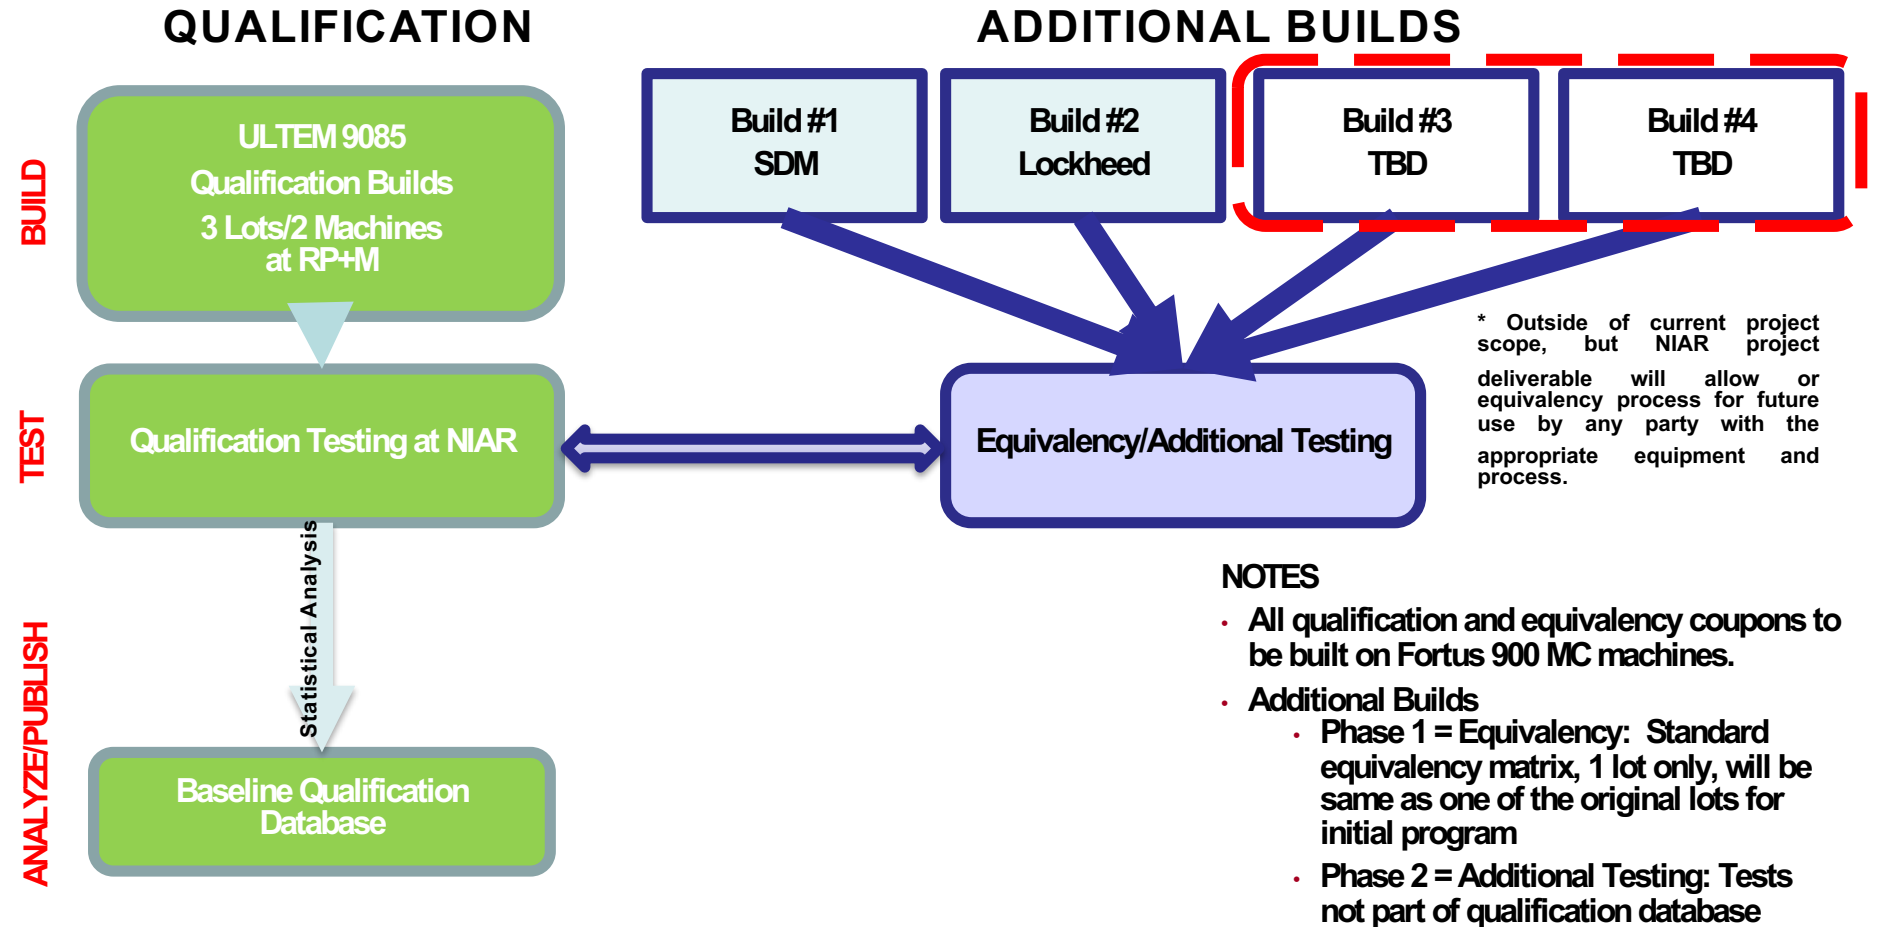 QUALIFICATION
ADDITIONAL BUILDS
BUILD
ULTEM 9085
Qualification Builds
3 Lots/2 Machines
at RP+M
Build #1
SDM
Build #2
Lockheed
Build #3
TBD
Build #4
TBD
* Outside of current project
scope, but NIAR project
deliverable will allow or
equivalency process for future
use by any party with the
appropriate equipment and
process.
TEST
Qualification Testing at NIAR
Equivalency/Additional Testing
Statistical Analysis
ANALYZE/PUBLISH
Baseline Qualification
Database
NOTES
• All qualification and equivalency coupons to
be built on Fortus 900 MC machines.
• Additional Builds
• Phase 1 = Equivalency: Standard
equivalency matrix, 1 lot only, will be
same as one of the original lots for
initial program
• Phase 2 = Additional Testing: Tests
not part of qualification database